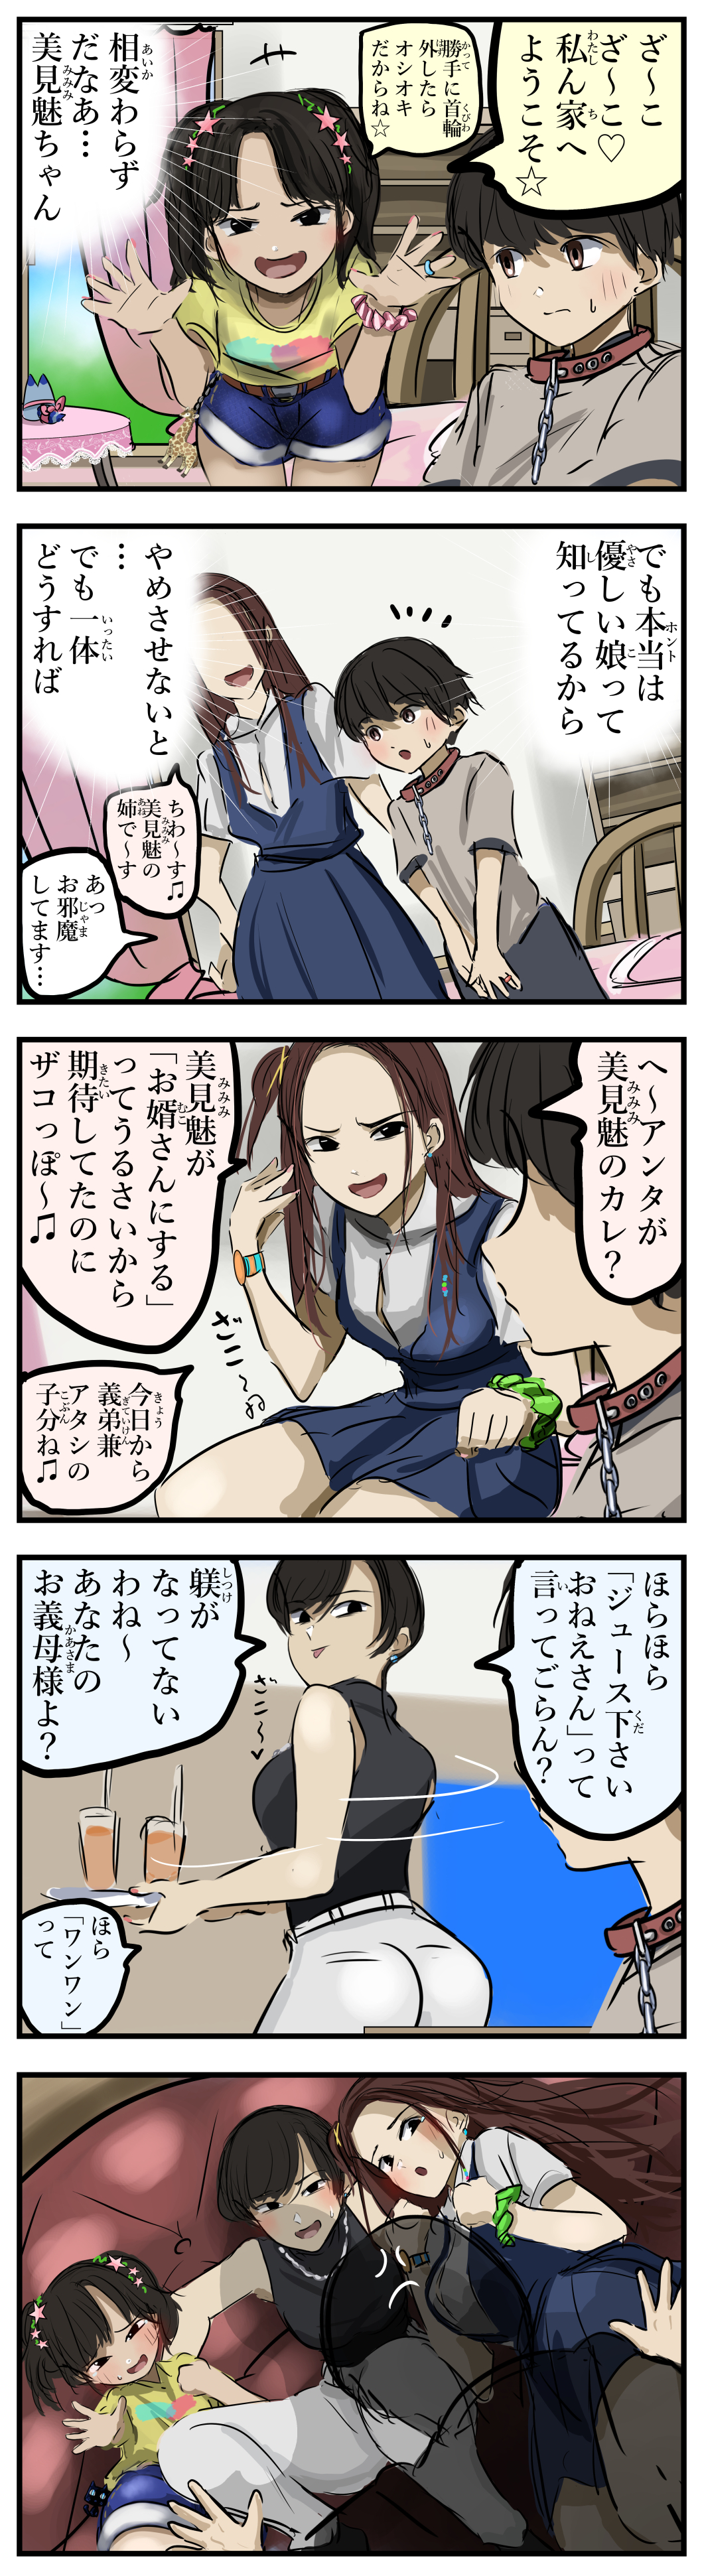 ざ〜こ
ざ〜こ♡
私ん家へ
ようこそ☆
勝手に首輪
外したら
オシオキ
だからね☆
相変わらず
だなぁ…
美見魅ちゃん
でも本当は
優しい娘って
知ってるから
やめさせないと
…
でも一体
どうすれば
ちわ〜す♫
美見魅の
姉で〜す
あっ
お邪魔
してます…
へ〜アンタが
美見魅のカレ？
美見魅が
「お婿さんにする」
ってうるさいから
期待してたのに
ザコっぽ〜♫
ざこ〜ぬ
今日から
義弟兼
アタシの
子分ね♫
ほらほら
「ジュース下さい
おねえさん」って
言ってごらん？
躾が
なってない
わね〜
あなたの
お義母様よ？
ざこ〜♥
ほら
「ワンワン」
って